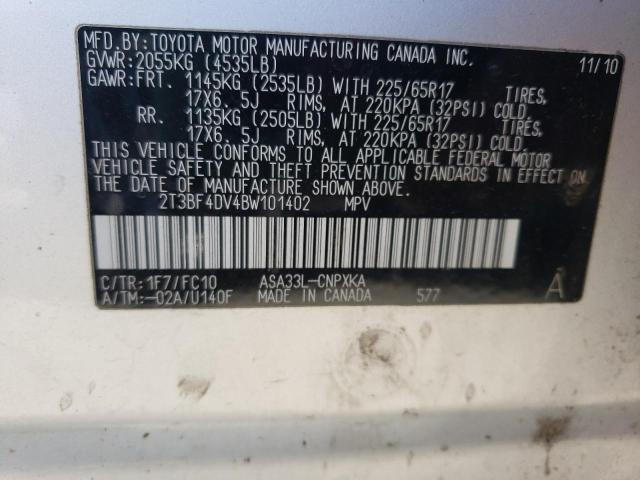 MFD.BY:TOYOTA MOTOR MANUFACTURING CANADA INC. 11/10
GVWR:2055KG (4535LB)
GAWR:FRT. 1145KG (2535LB) WITH 225/65R17 TIRES,
17X6.5J RIMS, AT 220KPA (32PSI) COLD.
RR. 1135KG (2505LB) WITH 225/65R17 TIRES,
17X6.5J RIMS, AT 220KPA (32PSI) COLD.
THIS VEHICLE CONFORMS TO ALL APPLICABLE FEDERAL MOTOR
VEHICLE SAFETY AND THEFT PREVENTION STANDARDS IN EFFECT ON
THE DATE OF MANUFACTURE SHOWN ABOVE.
2T3BF4DV4BW101402 MPV
C/TR:1F7/FC10 ASA33L-CNPXKA
A/TM:-02A/U140F MADE IN CANADA 577 A